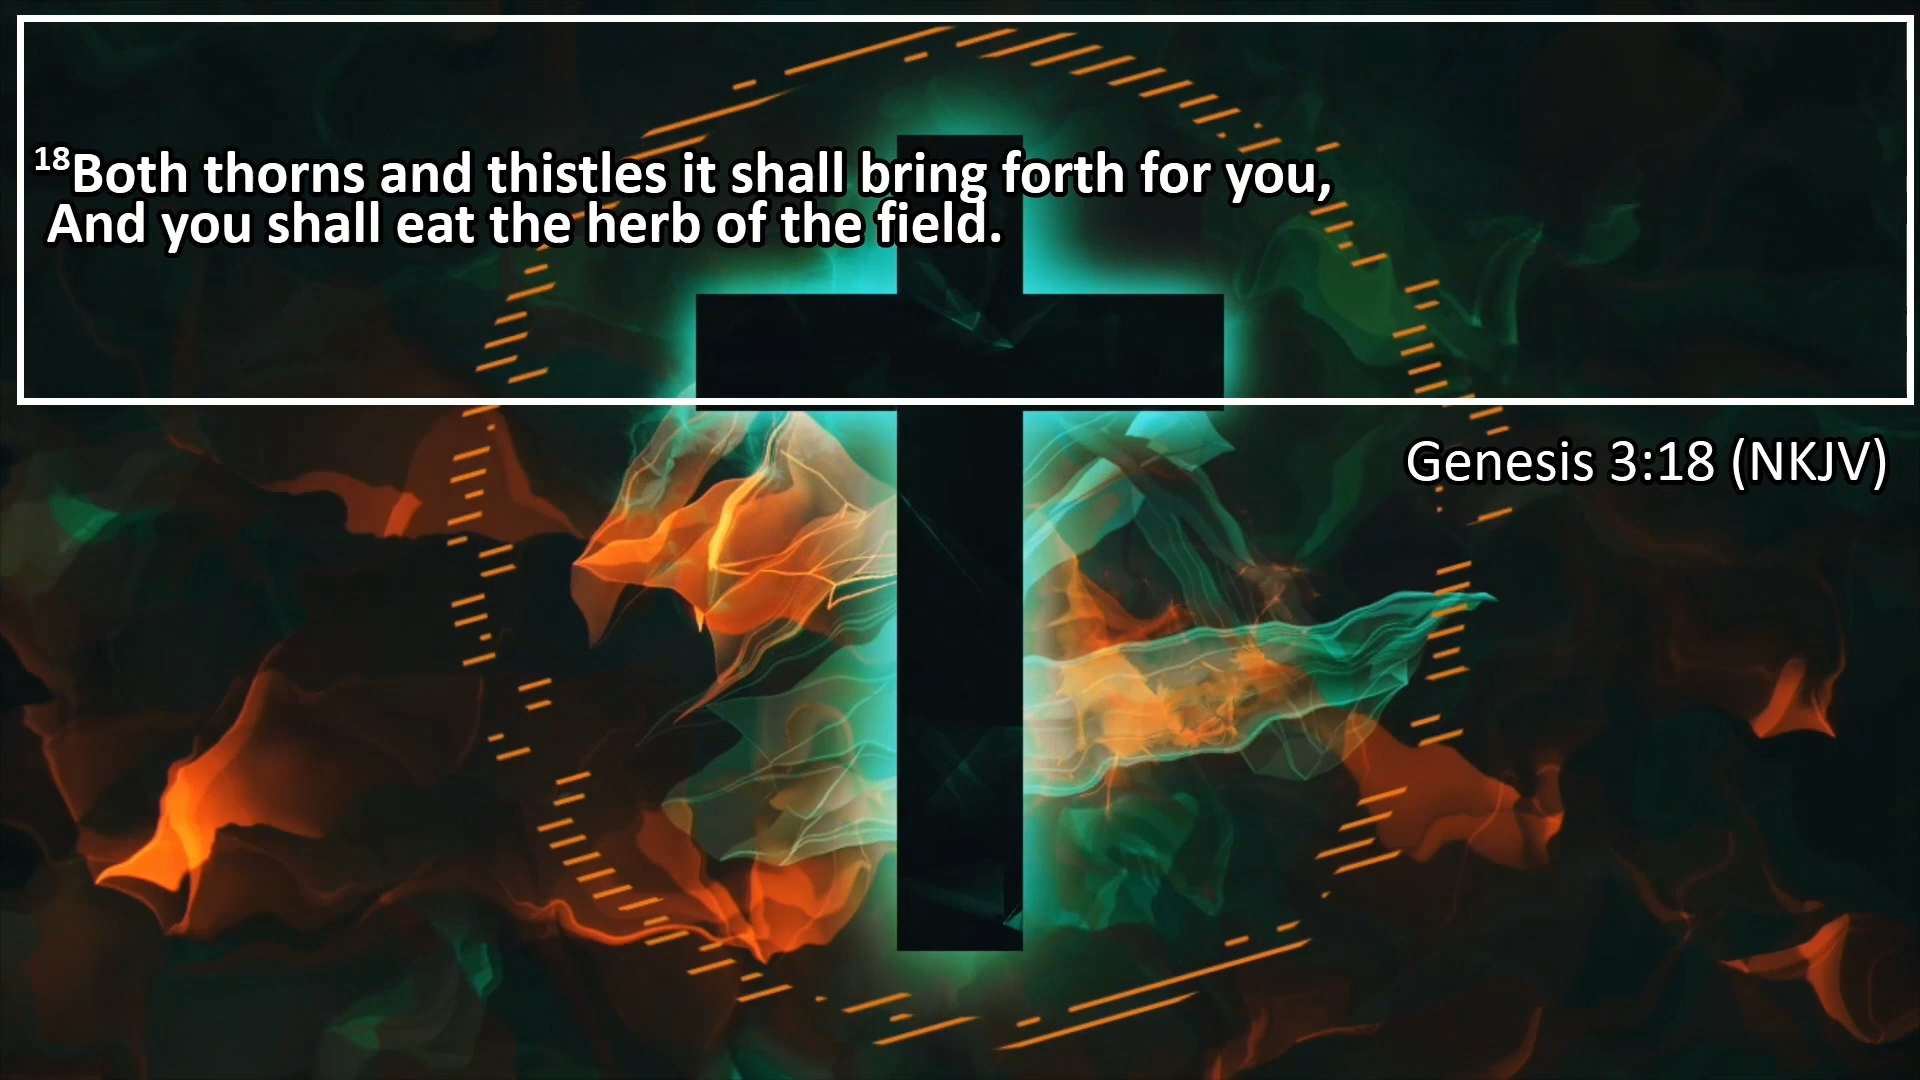 ¹⁸Both thorns and thistles it shall bring forth for you,
And you shall eat the herb of the field.
Genesis 3:18 (NKJV)